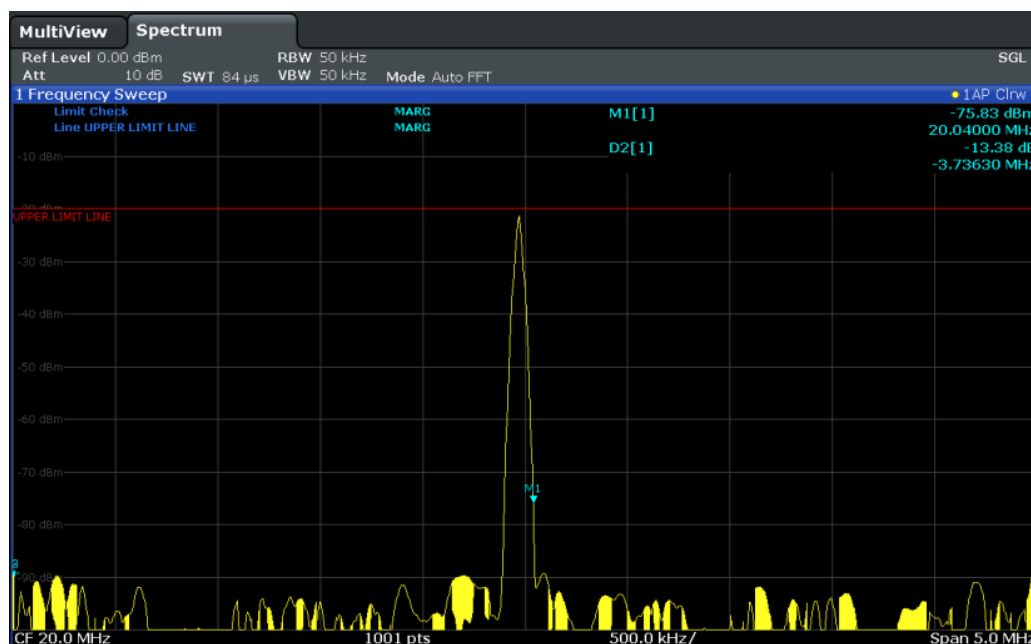 MultiView Spectrum
Ref Level 0.00 dBm RBW 50 kHz SGL
Att 10 dB SWT 84 µs VBW 50 kHz Mode Auto FFT
1 Frequency Sweep 1AP Clrw
Limit Check MARG M1[1] -75.83 dBm
Line UPPER LIMIT LINE MARG 20.04000 MHz
D2[1] -13.38 dB
-3.73630 MHz
-10 dBm
UPPER LIMIT LINE
-30 dBm
-40 dBm
-50 dBm
-60 dBm
-70 dBm
M1
-80 dBm
-90 dBm
CF 20.0 MHz 1001 pts 500.0 kHz/ Span 5.0 MHz